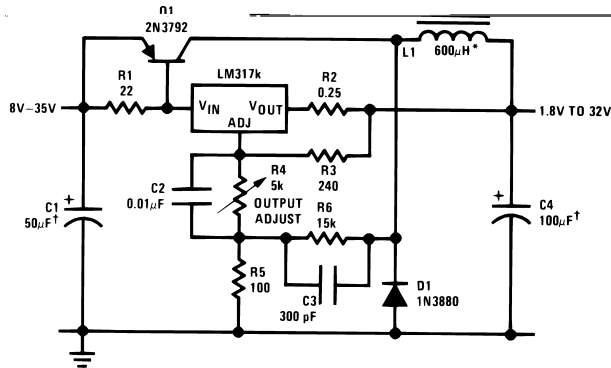 Q1
2N3792
L1
600μH*
R1
22
LM317k
VIN
VOUT
ADJ
R2
0.25
8V–35V
1.8V TO 32V
C2
0.01μF
R4
5k
OUTPUT
ADJUST
R3
240
R6
15k
C1
+
50μF†
+
C4
100μF†
R5
100
C3
300 pF
D1
1N3880